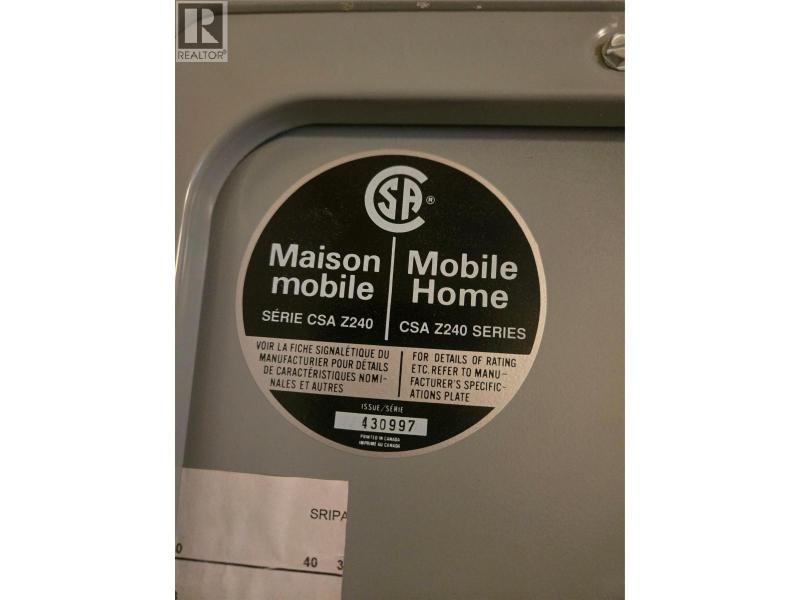 REALTOR®
CSA®
Maison
mobile
SÉRIE CSA Z240
Mobile
Home
CSA Z240 SERIES
VOIR LA FICHE SIGNALÉTIQUE DU
MANUFACTURIER POUR DÉTAILS
DE CARACTÉRISTIQUES NOMI-
NALES ET AUTRES
FOR DETAILS OF RATING
ETC. REFER TO MANU-
FACTURER'S SPECIFIC-
ATIONS PLATE
ISSUE/SÉRIE
430997
PRINTED IN CANADA
IMPRIMÉ AU CANADA
SRIPA
0
40 3